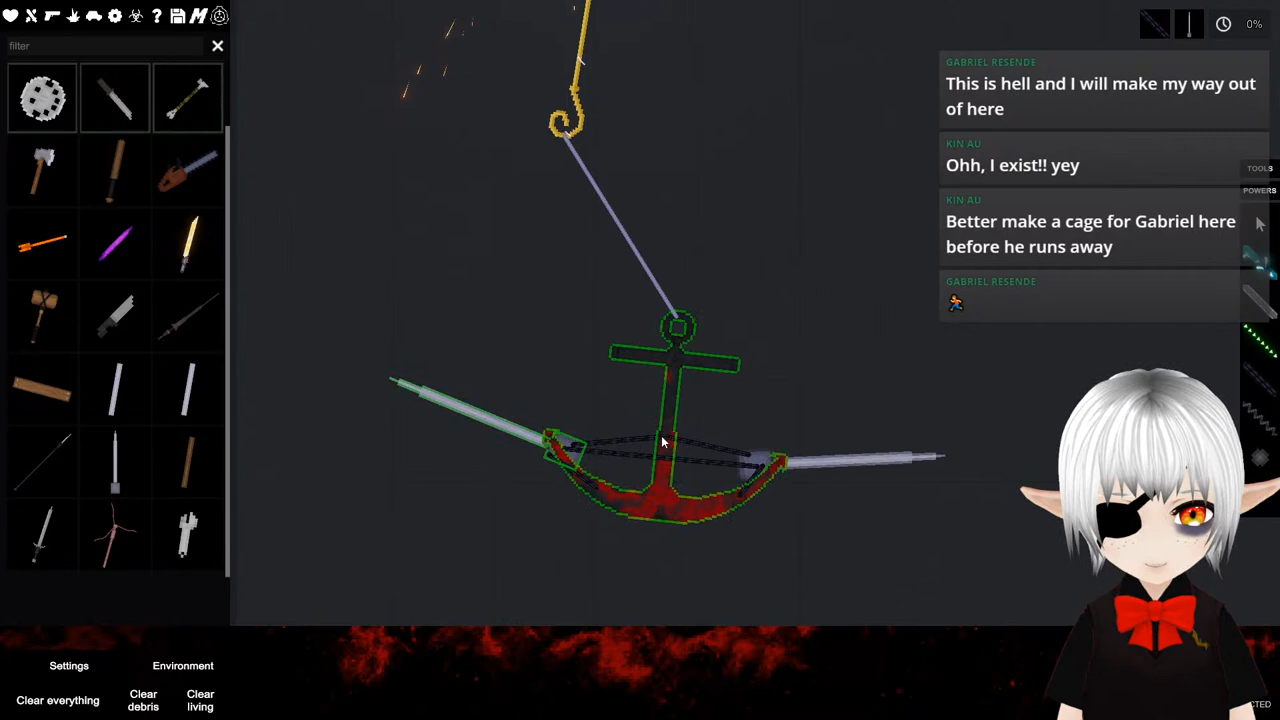 filter
0%
GABRIEL RESENDE
This is hell and I will make my way out
of here
KIN AU
Ohh, I exist!! yey
KIN AU
Better make a cage for Gabriel here
before he runs away
GABRIEL RESENDE
TOOLS
POWERS
Settings
Environment
Clear everything
Clear
debris
Clear
living
CTED